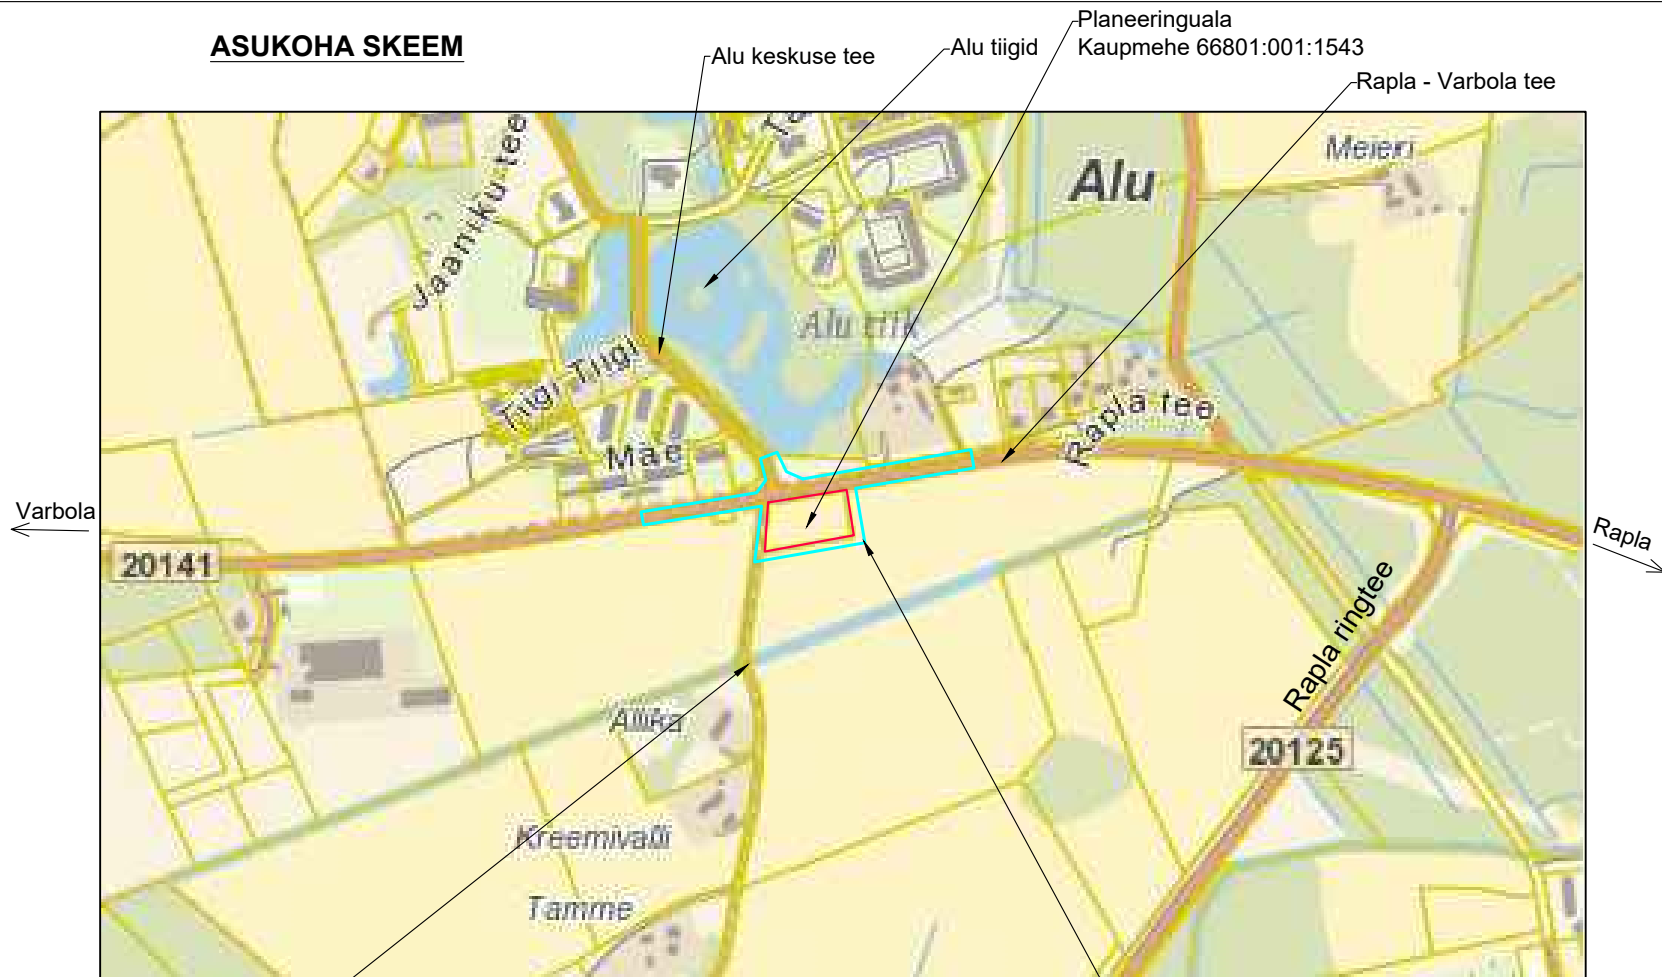 ASUKOHA SKEEM
Alu keskuse tee
Alu tiigid
Planeeringuala
Kaupmehe 66801:001:1543
Rapla - Varbola tee
Jaaniku tee
Alu
Meieri
Alu tiik
Tiigi
Tiigi
Mäe
Rapla tee
Varbola
Rapla
20141
Rapla ringtee
Allika
20125
Kreemivalli
Tamme